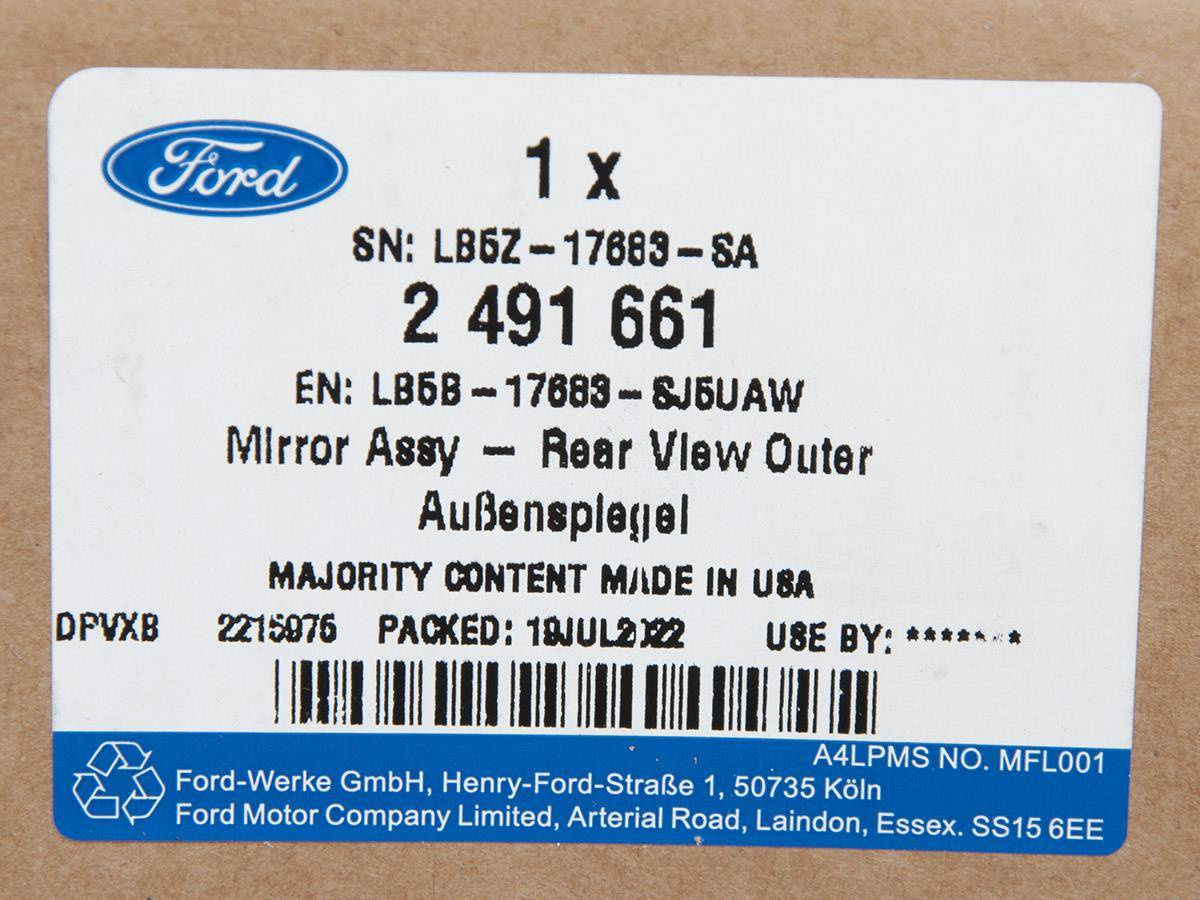 Ford
1 x
SN: LB5Z-17683-SA
2 491 661
EN: LB5B-17683-SJ5UAW
Mirror Assy - Rear View Outer
Außenspiegel
MAJORITY CONTENT MADE IN USA
DPVXB 2215976 PACKED: 19JUL2022 USE BY: *******
A4LPMS NO. MFL001
Ford-Werke GmbH, Henry-Ford-Straße 1, 50735 Köln
Ford Motor Company Limited, Arterial Road, Laindon, Essex. SS15 6EE